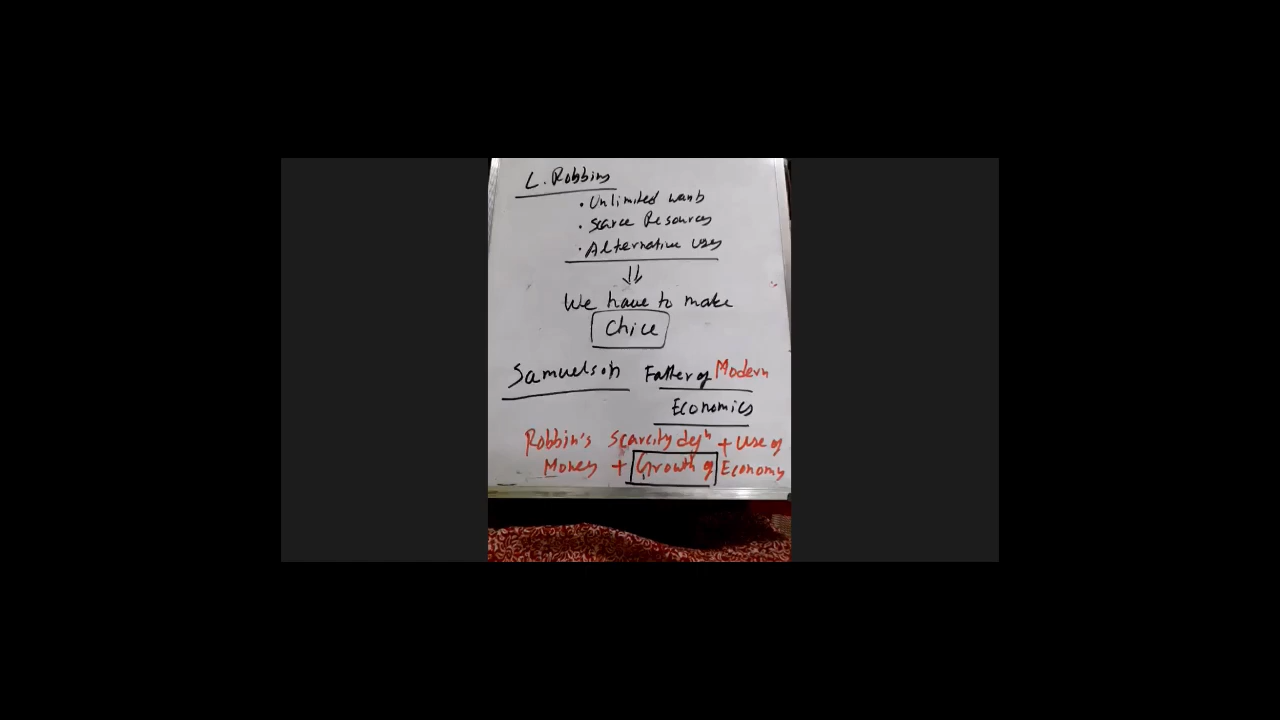 L. Robbins
• Unlimited wants
• Scarce Resources
• Alternative uses
⇓
We have to make
Chice
Samuelson Father of Modern
Economics
Robbin's Scarcity defⁿ + use of
Money + Growth of Economy